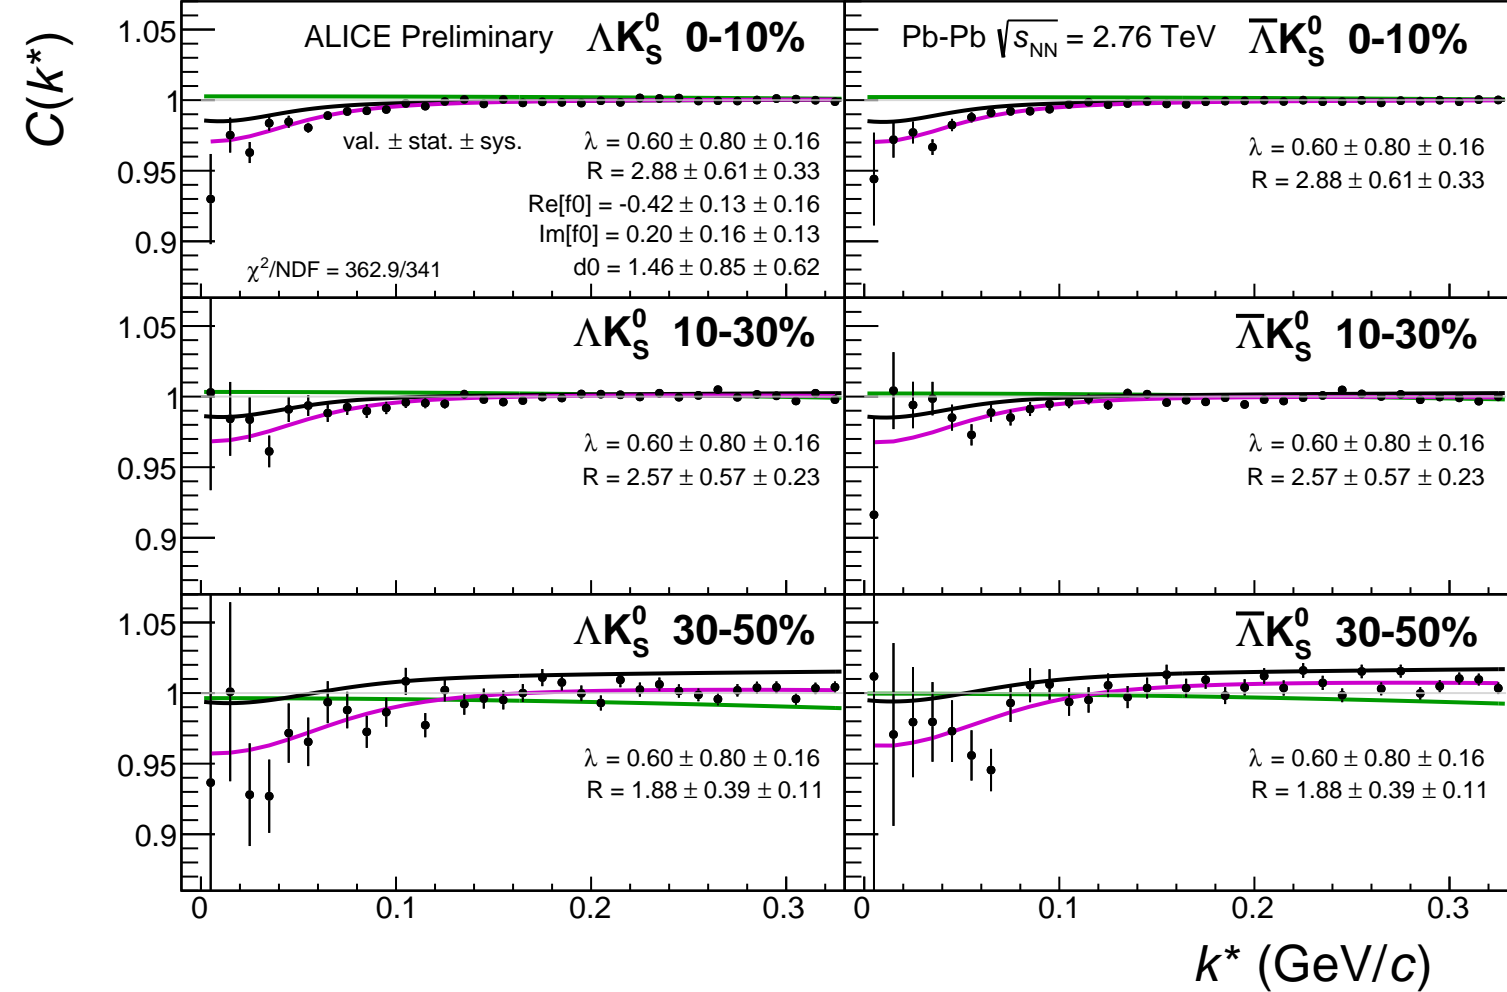 C(k*)
ALICE Preliminary ΛK⁰_S 0-10%
val. ± stat. ± sys.
λ = 0.60 ± 0.80 ± 0.16
R = 2.88 ± 0.61 ± 0.33
Re[f0] = -0.42 ± 0.13 ± 0.16
Im[f0] = 0.20 ± 0.16 ± 0.13
d0 = 1.46 ± 0.85 ± 0.62
χ²/NDF = 362.9/341
1.05
1
0.95
0.9
Pb-Pb √s_NN = 2.76 TeV Λ̅K⁰_S 0-10%
λ = 0.60 ± 0.80 ± 0.16
R = 2.88 ± 0.61 ± 0.33
ΛK⁰_S 10-30%
λ = 0.60 ± 0.80 ± 0.16
R = 2.57 ± 0.57 ± 0.23
1.05
1
0.95
0.9
Λ̅K⁰_S 10-30%
λ = 0.60 ± 0.80 ± 0.16
R = 2.57 ± 0.57 ± 0.23
ΛK⁰_S 30-50%
λ = 0.60 ± 0.80 ± 0.16
R = 1.88 ± 0.39 ± 0.11
1.05
1
0.95
0.9
Λ̅K⁰_S 30-50%
λ = 0.60 ± 0.80 ± 0.16
R = 1.88 ± 0.39 ± 0.11
0 0.1 0.2 0.3 0 0.1 0.2 0.3
k* (GeV/c)